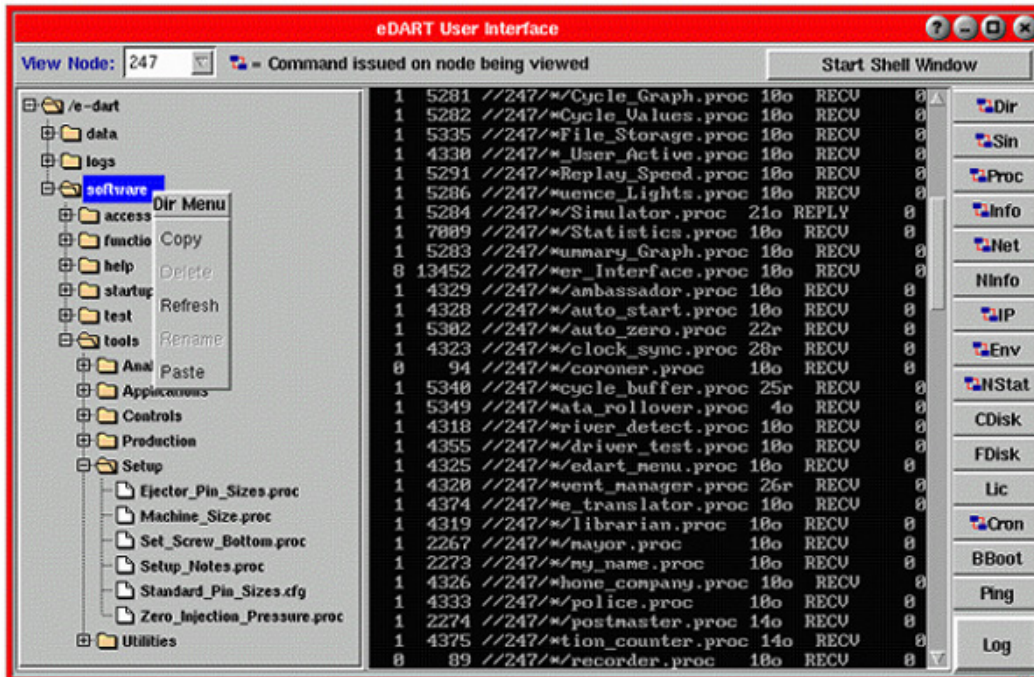 eDART User Interface
View Node: 247 = Command issued on node being viewed Start Shell Window
/e-dart
data
logs
software
Dir Menu
access
functio
Copy
help
Delete
startup
Refresh
test
tools
Rename
Anal
Paste
Applications
Controls
Production
Setup
Ejector_Pin_Sizes.proc
Machine_Size.proc
Set_Screw_Bottom.proc
Setup_Notes.proc
Standard_Pin_Sizes.cfg
Zero_Injection_Pressure.proc
Utilities
1 5281 //247/*/Cycle_Graph.proc 10o RECV 0
1 5282 //247/*Cycle_Values.proc 10o RECV 0
1 5335 //247/*File_Storage.proc 10o RECV 0
1 4330 //247/*_User_Active.proc 10o RECV 0
1 5291 //247/*Replay_Speed.proc 10o RECV 0
1 5286 //247/*uence_Lights.proc 10o RECV 0
1 5284 //247/*/Simulator.proc 21o REPLY 0
1 7009 //247/*/Statistics.proc 10o RECV 0
1 5283 //247/*ummary_Graph.proc 10o RECV 0
8 13452 //247/*er_Interface.proc 10o RECV 0
1 4329 //247/*/ambassador.proc 10o RECV 0
1 4328 //247/*/auto_start.proc 10o RECV 0
1 5302 //247/*/auto_zero.proc 22r RECV 0
1 4323 //247/*/clock_sync.proc 28r RECV 0
0 94 //247/*/coroner.proc 10o RECV 0
1 5340 //247/*cycle_buffer.proc 25r RECV 0
1 5349 //247/*ata_rollover.proc 4o RECV 0
1 4318 //247/*river_detect.proc 10o RECV 0
1 4355 //247/*/driver_test.proc 10o RECV 0
1 4325 //247/*/edart_menu.proc 10o RECV 0
1 4320 //247/*vent_manager.proc 26r RECV 0
1 4374 //247/*e_translator.proc 10o RECV 0
1 4319 //247/*/librarian.proc 10o RECV 0
1 2267 //247/*/mayor.proc 10o RECV 0
1 2273 //247/*/my_name.proc 10o RECV 0
1 4326 //247/*hone_company.proc 10o RECV 0
1 4333 //247/*/police.proc 10o RECV 0
1 2274 //247/*/postmaster.proc 14o RECV 0
1 4375 //247/*tion_counter.proc 14o RECV 0
0 89 //247/*/recorder.proc 10o RECV 0
Dir
Sin
Proc
Info
Net
NInfo
IP
Env
NStat
CDisk
FDisk
Lic
Cron
BBoot
Ping
Log